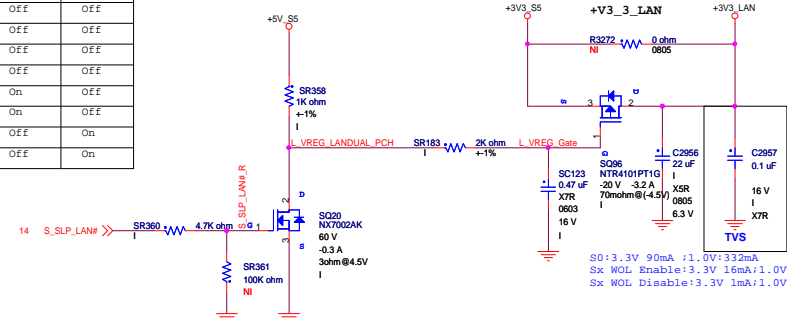 Off Off
Off Off
Off Off
Off Off
On Off
On Off
Off On
Off On
+5V_S5
SR358
1K ohm
+-1%
I
L_VREG_LANDUAL_PCH
SR183
I
2K ohm
+-1%
L_VREG_Gate
+3V3_S5
+V3_3_LAN
+3V3_LAN
R3272
NI
0 ohm
0805
S
D
3
2
1
G
SQ96
NTR4101PT1G
-20 V -3.2 A
70mohm@(-4.5V)
I
SC123
0.47 uF
X7R
0603
16 V
I
C2956
22 uF
I
X5R
0805
6.3 V
C2957
0.1 uF
16 V
I
X7R
TVS
14 S_SLP_LAN#
SR360
I
4.7K ohm
S_SLP_LAN#_R
G
1
2
D
3
S
SQ20
NX7002AK
60 V
-0.3 A
3ohm@4.5V
I
SR361
100K ohm
NI
S0:3.3V 90mA ;1.0V:332mA
Sx WOL Enable:3.3V 16mA;1.0V
Sx WOL Disable:3.3V 1mA;1.0V